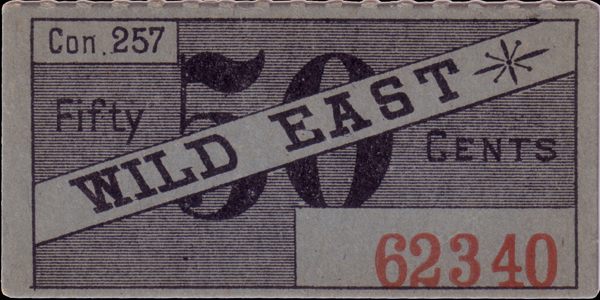 Con. 257
50
Fifty
WILD EAST
CENTS
62340